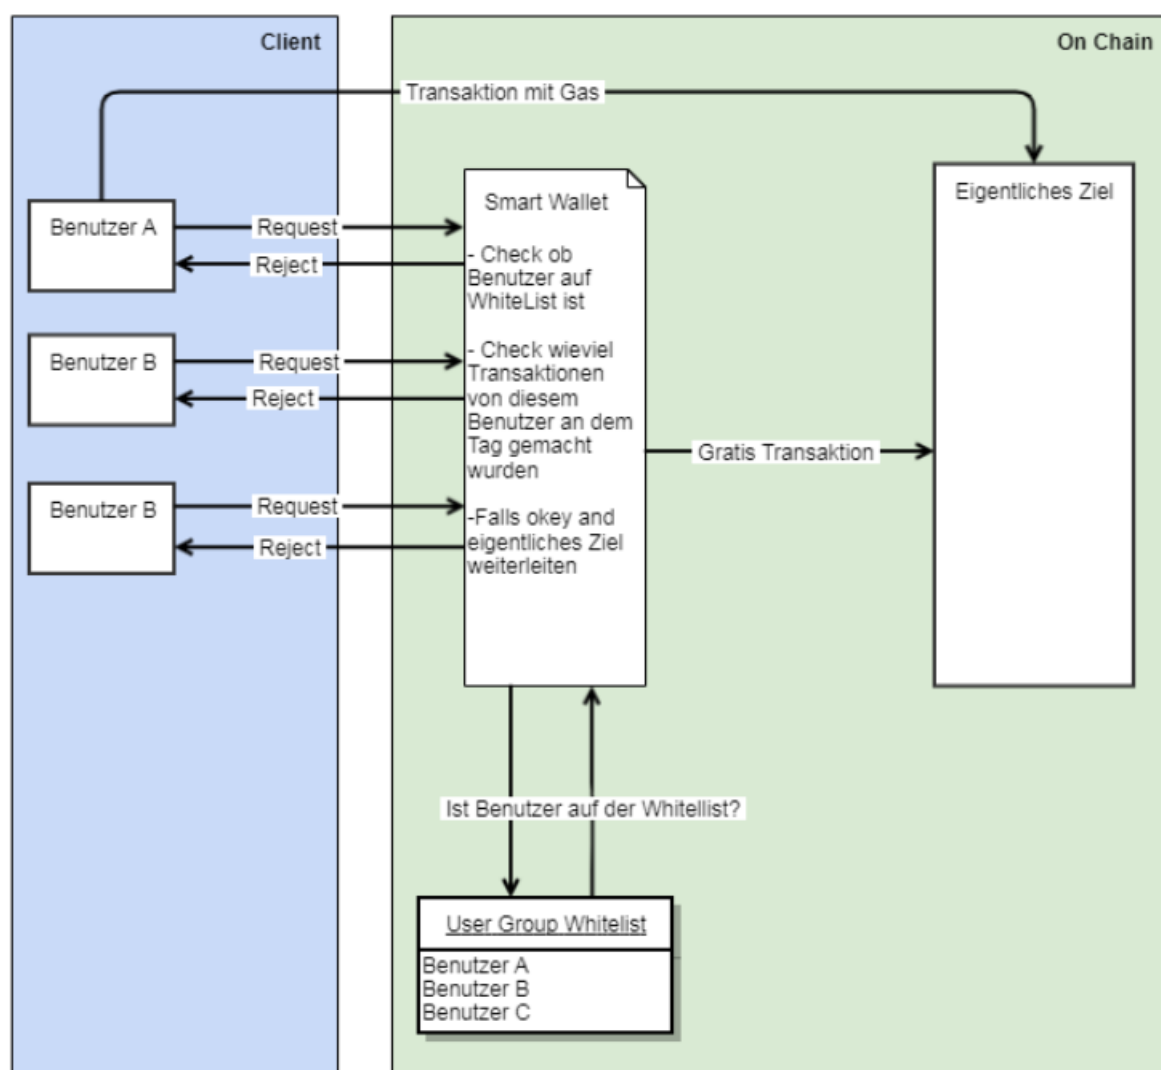 Client
On Chain
Transaktion mit Gas
Benutzer A
Request
Reject
Benutzer B
Request
Reject
Benutzer B
Request
Reject
Smart Wallet
- Check ob
Benutzer auf
WhiteList ist
- Check wieviel
Transaktionen
von diesem
Benutzer an dem
Tag gemacht
wurden
-Falls okey and
eigentliches Ziel
weiterleiten
Gratis Transaktion
Eigentliches Ziel
Ist Benutzer auf der Whitellist?
User Group Whitelist
Benutzer A
Benutzer B
Benutzer C